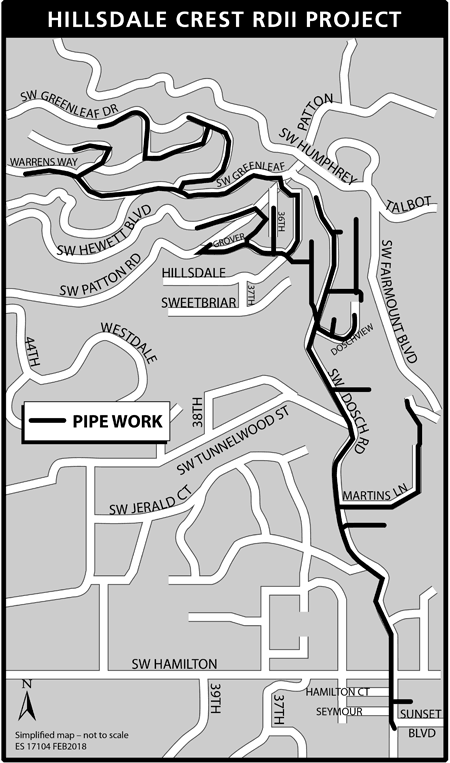 HILLSDALE CREST RDII PROJECT
SW GREENLEAF DR
PATTON
SW HUMPHREY
WARRENS WAY
SW GREENLEAF
TALBOT
SW HEWETT BLVD
36TH
GROVER
SW FAIRMOUNT BLVD
HILLSDALE
SW PATTON RD
37TH
SWEETBRIAR
44TH
WESTDALE
DOSCHVIEW
SW DOSCH RD
38TH
PIPE WORK
SW TUNNELWOOD ST
MARTINS LN
SW JERALD CT
SW HAMILTON
N
39TH
37TH
HAMILTON CT
SEYMOUR
SUNSET
BLVD
Simplified map – not to scale
ES 17104 FEB2018